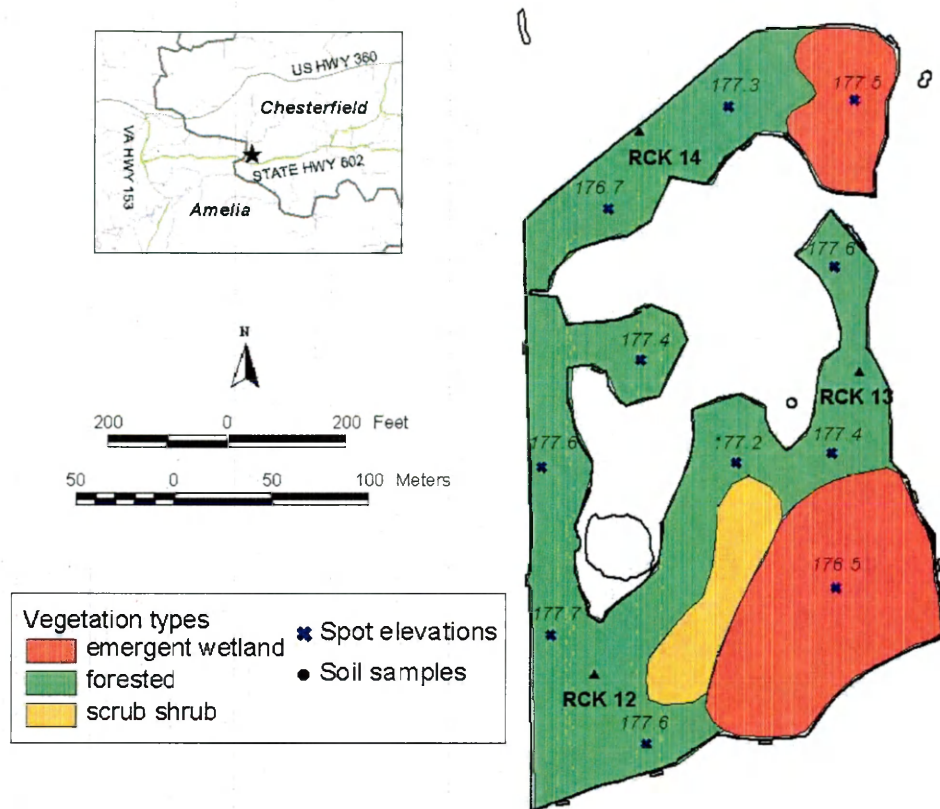 US HWY 360
Chesterfield
VA HWY 153
STATE HWY 602
Amelia
N
200 0 200 Feet
50 0 50 100 Meters
Vegetation types
emergent wetland
forested
scrub shrub
Spot elevations
Soil samples
177.3
177.5
RCK 14
176.7
177.6
177.4
RCK 13
177.6
177.2
177.4
176.5
177.7
RCK 12
177.6